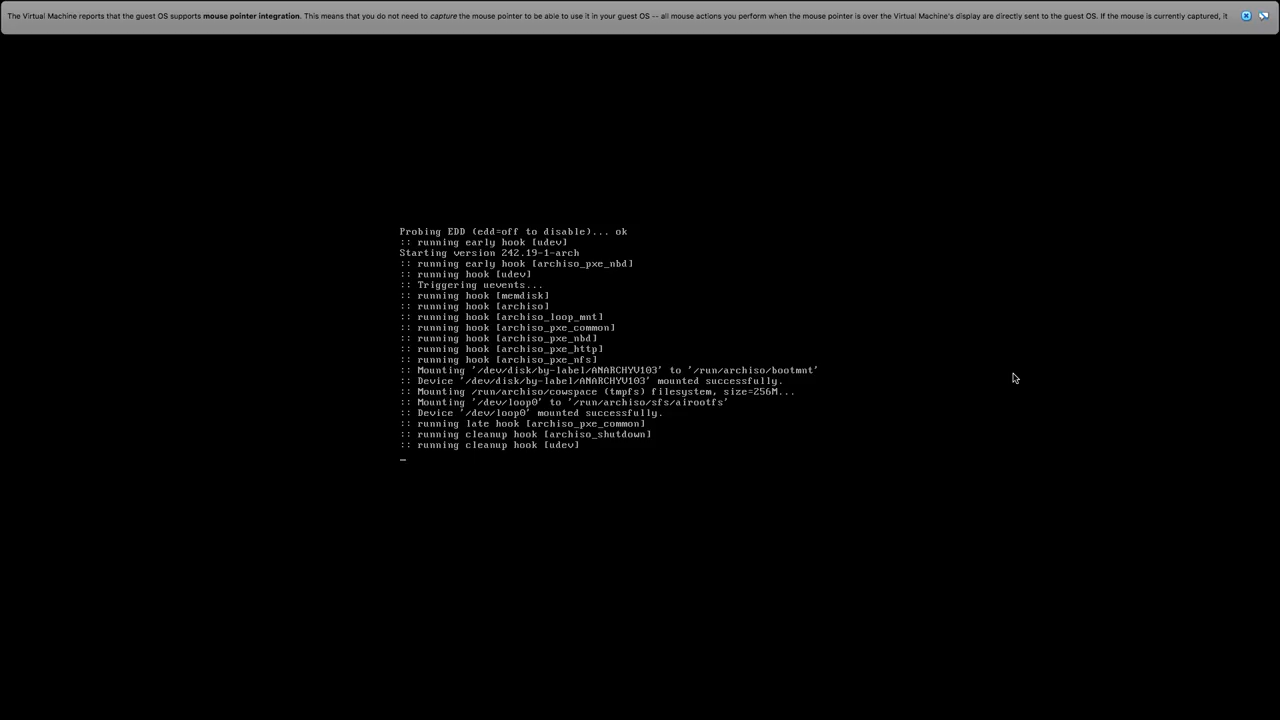 The Virtual Machine reports that the guest OS supports mouse pointer integration. This means that you do not need to capture the mouse pointer to be able to use it in your guest OS -- all mouse actions you perform when the mouse pointer is over the Virtual Machine's display are directly sent to the guest OS. If the mouse is currently captured, it
Probing EDD (edd=off to disable)... ok
:: running early hook [udev]
Starting version 242.19-1-arch
:: running early hook [archiso_pxe_nbd]
:: running hook [udev]
:: Triggering uevents...
:: running hook [memdisk]
:: running hook [archiso]
:: running hook [archiso_loop_mnt]
:: running hook [archiso_pxe_common]
:: running hook [archiso_pxe_nbd]
:: running hook [archiso_pxe_http]
:: running hook [archiso_pxe_nfs]
:: Mounting '/dev/disk/by-label/ANARCHYV103' to '/run/archiso/bootmnt'
:: Device '/dev/disk/by-label/ANARCHYV103' mounted successfully.
:: Mounting /run/archiso/cowspace (tmpfs) filesystem, size=256M...
:: Mounting '/dev/loop0' to '/run/archiso/sfs/airootfs'
:: Device '/dev/loop0' mounted successfully.
:: running late hook [archiso_pxe_common]
:: running cleanup hook [archiso_shutdown]
:: running cleanup hook [udev]
_